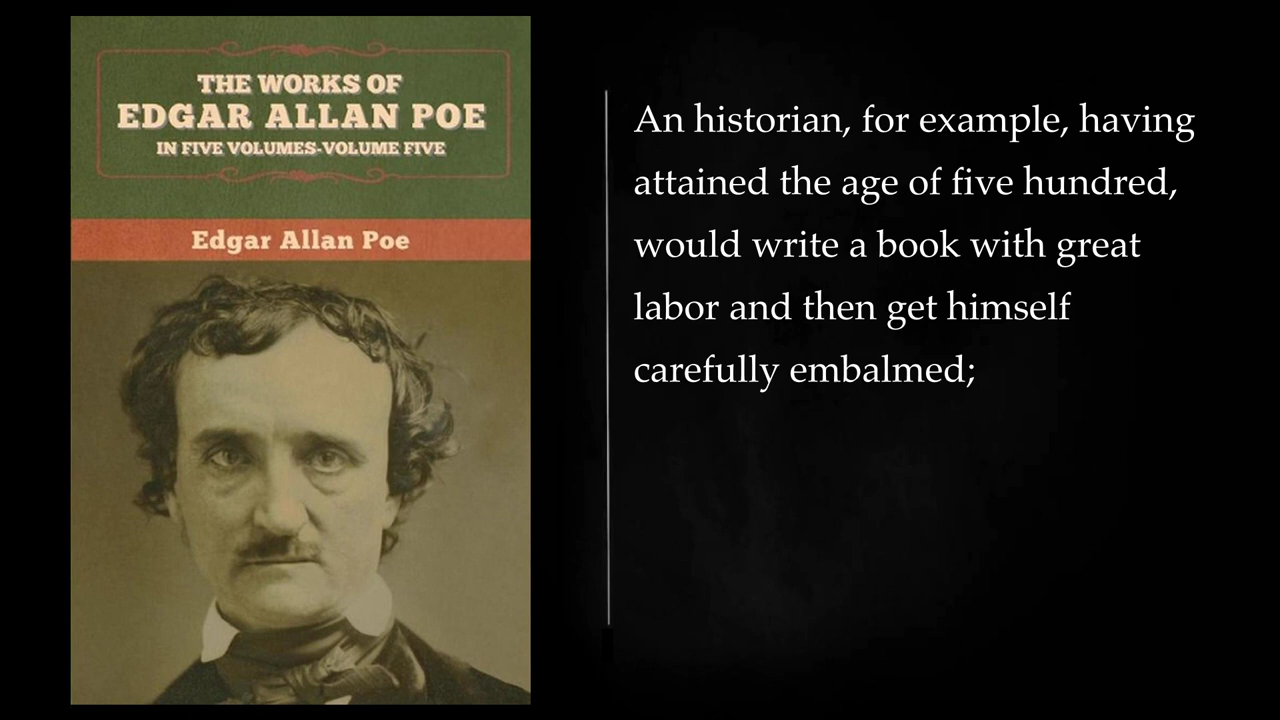 THE WORKS OF
EDGAR ALLAN POE
IN FIVE VOLUMES-VOLUME FIVE
Edgar Allan Poe
An historian, for example, having
attained the age of five hundred,
would write a book with great
labor and then get himself
carefully embalmed;